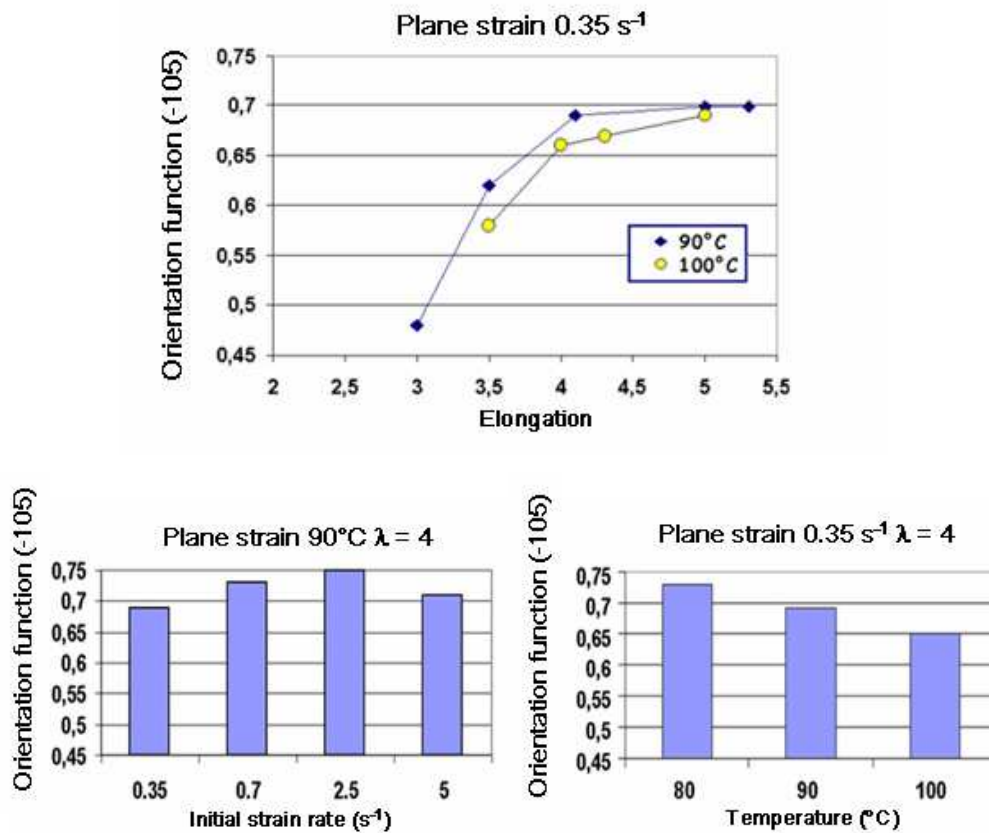 Plane strain 0.35 s⁻¹
Orientation function (-105)
0,75
0,7
0,65
0,6
0,55
0,5
0,45
90°C
100°C
2 2,5 3 3,5 4 4,5 5 5,5
Elongation
Plane strain 90°C λ = 4
Orientation function (-105)
0,75
0,7
0,65
0,6
0,55
0,5
0,45
0.35 0.7 2.5 5
Initial strain rate (s⁻¹)
Plane strain 0.35 s⁻¹ λ = 4
Orientation function (-105)
0,75
0,7
0,65
0,6
0,55
0,5
0,45
80 90 100
Temperature (°C)